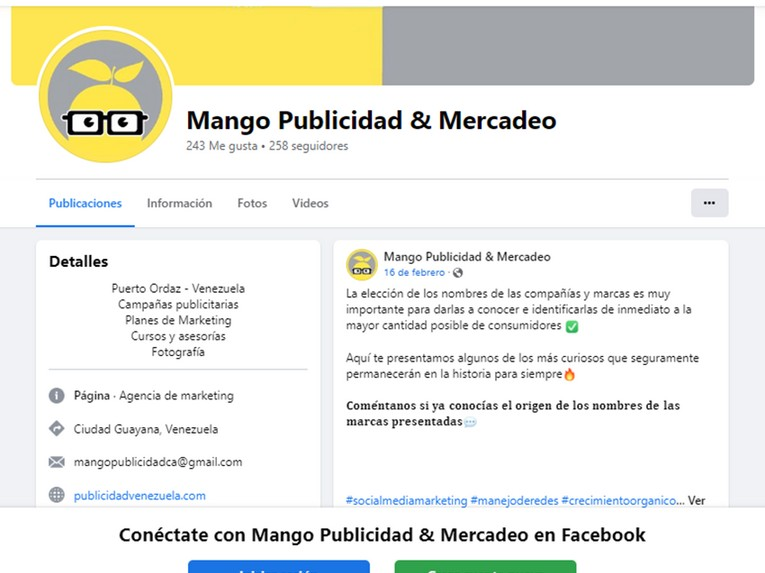 Mango Publicidad & Mercadeo
243 Me gusta • 258 seguidores
Publicaciones Información Fotos Videos
Detalles
Puerto Ordaz - Venezuela
Campañas publicitarias
Planes de Marketing
Cursos y asesorías
Fotografía
Página · Agencia de marketing
Ciudad Guayana, Venezuela
mangopublicidadca@gmail.com
publicidadvenezuela.com
Mango Publicidad & Mercadeo
16 de febrero ·
La elección de los nombres de las compañías y marcas es muy
importante para darlas a conocer e identificarlas de inmediato a la
mayor cantidad posible de consumidores ✅
Aquí te presentamos algunos de los más curiosos que seguramente
permanecerán en la historia para siempre🔥
Coméntanos si ya conocías el origen de los nombres de las
marcas presentadas💬
#socialmediamarketing #manejoderedes #crecimientoorganico... Ver
Conéctate con Mango Publicidad & Mercadeo en Facebook